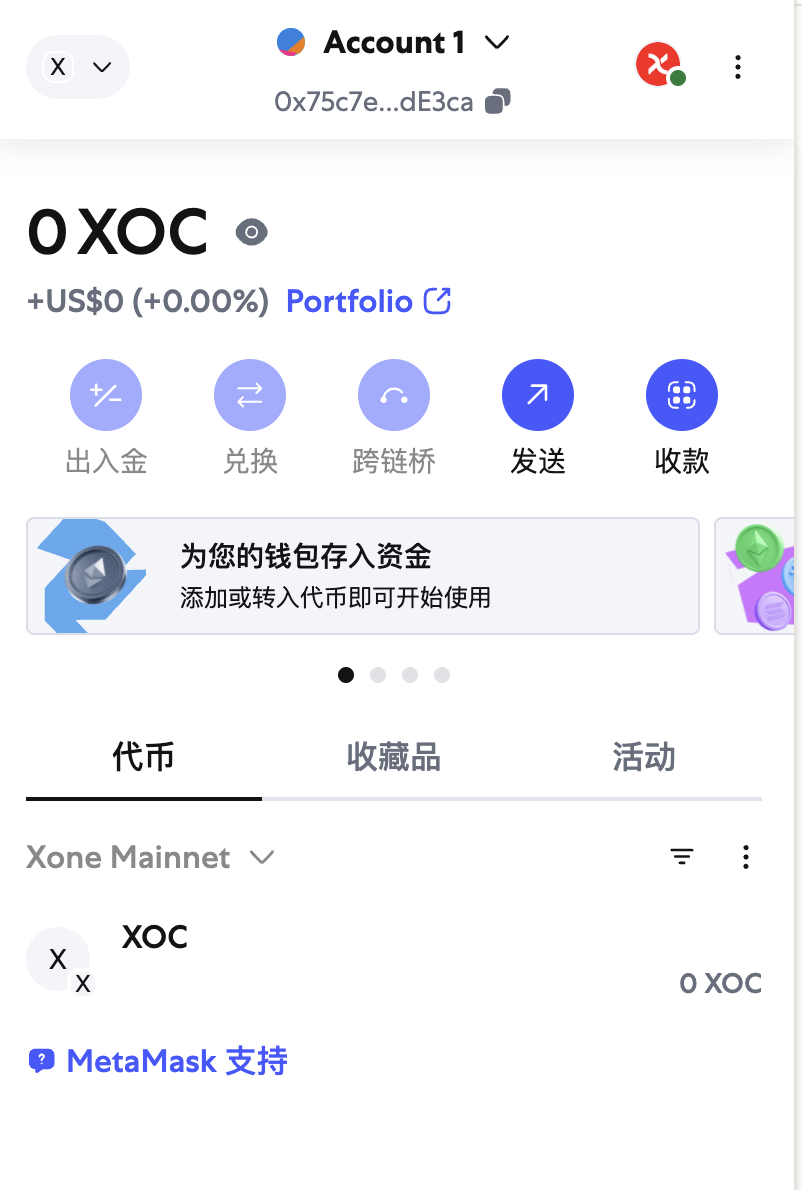 X
Account 1
0x75c7e...dE3ca
0 XOC
+US$0 (+0.00%) Portfolio
出入金 兑换 跨链桥 发送 收款
为您的钱包存入资金
添加或转入代币即可开始使用
代币 收藏品 活动
Xone Mainnet
X
X
XOC
0 XOC
MetaMask 支持